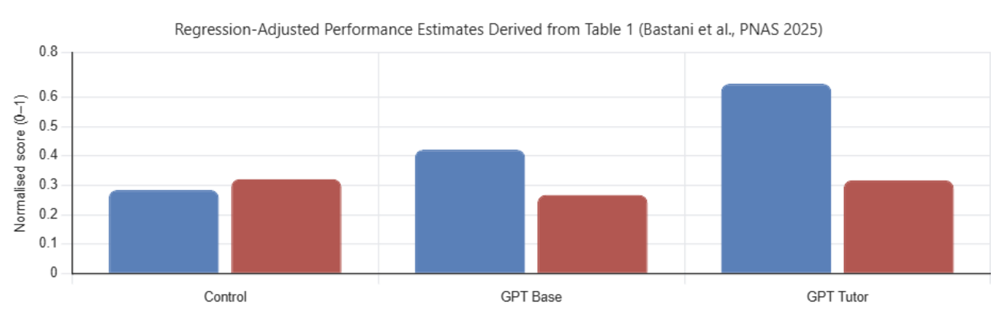 Regression-Adjusted Performance Estimates Derived from Table 1 (Bastani et al., PNAS 2025)
Normalised score (0–1)
0.8
0.6
0.5
0.4
0.3
0.2
0.1
0
Control GPT Base GPT Tutor